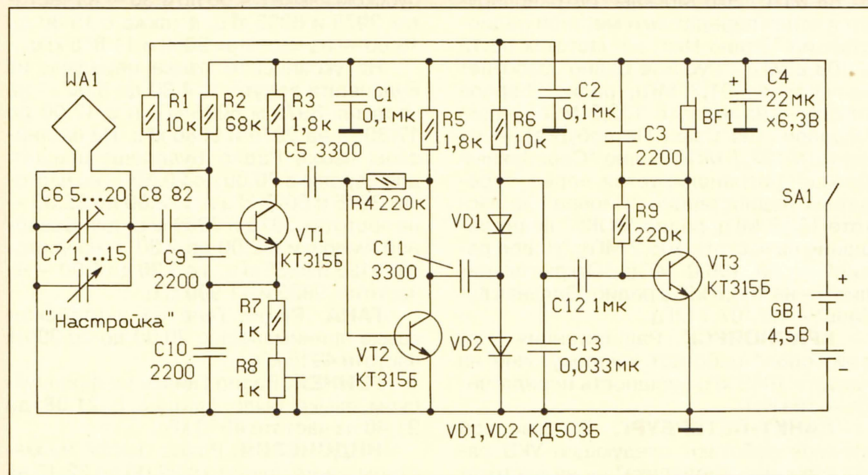 WA1
R1
10к
R2
68к
R3
1,8к
C1
0,1мк
R5
1,8к
R6
10к
C2
0,1мк
C3
2200
BF1
+
C4
22мк
×6,3В
C5 3300
C6 5...20
C8 82
R4 220к
VD1
R9
220к
SA1
C7 1...15
VT1
КТ315Б
C9
2200
C11
3300
VT3
КТ315Б
"Настройка"
R7
1к
C12 1мк
+
GB1
4,5В
-
C10
2200
R8
1к
VT2
КТ315Б
VD2
C13
0,033мк
VD1,VD2 КД503Б